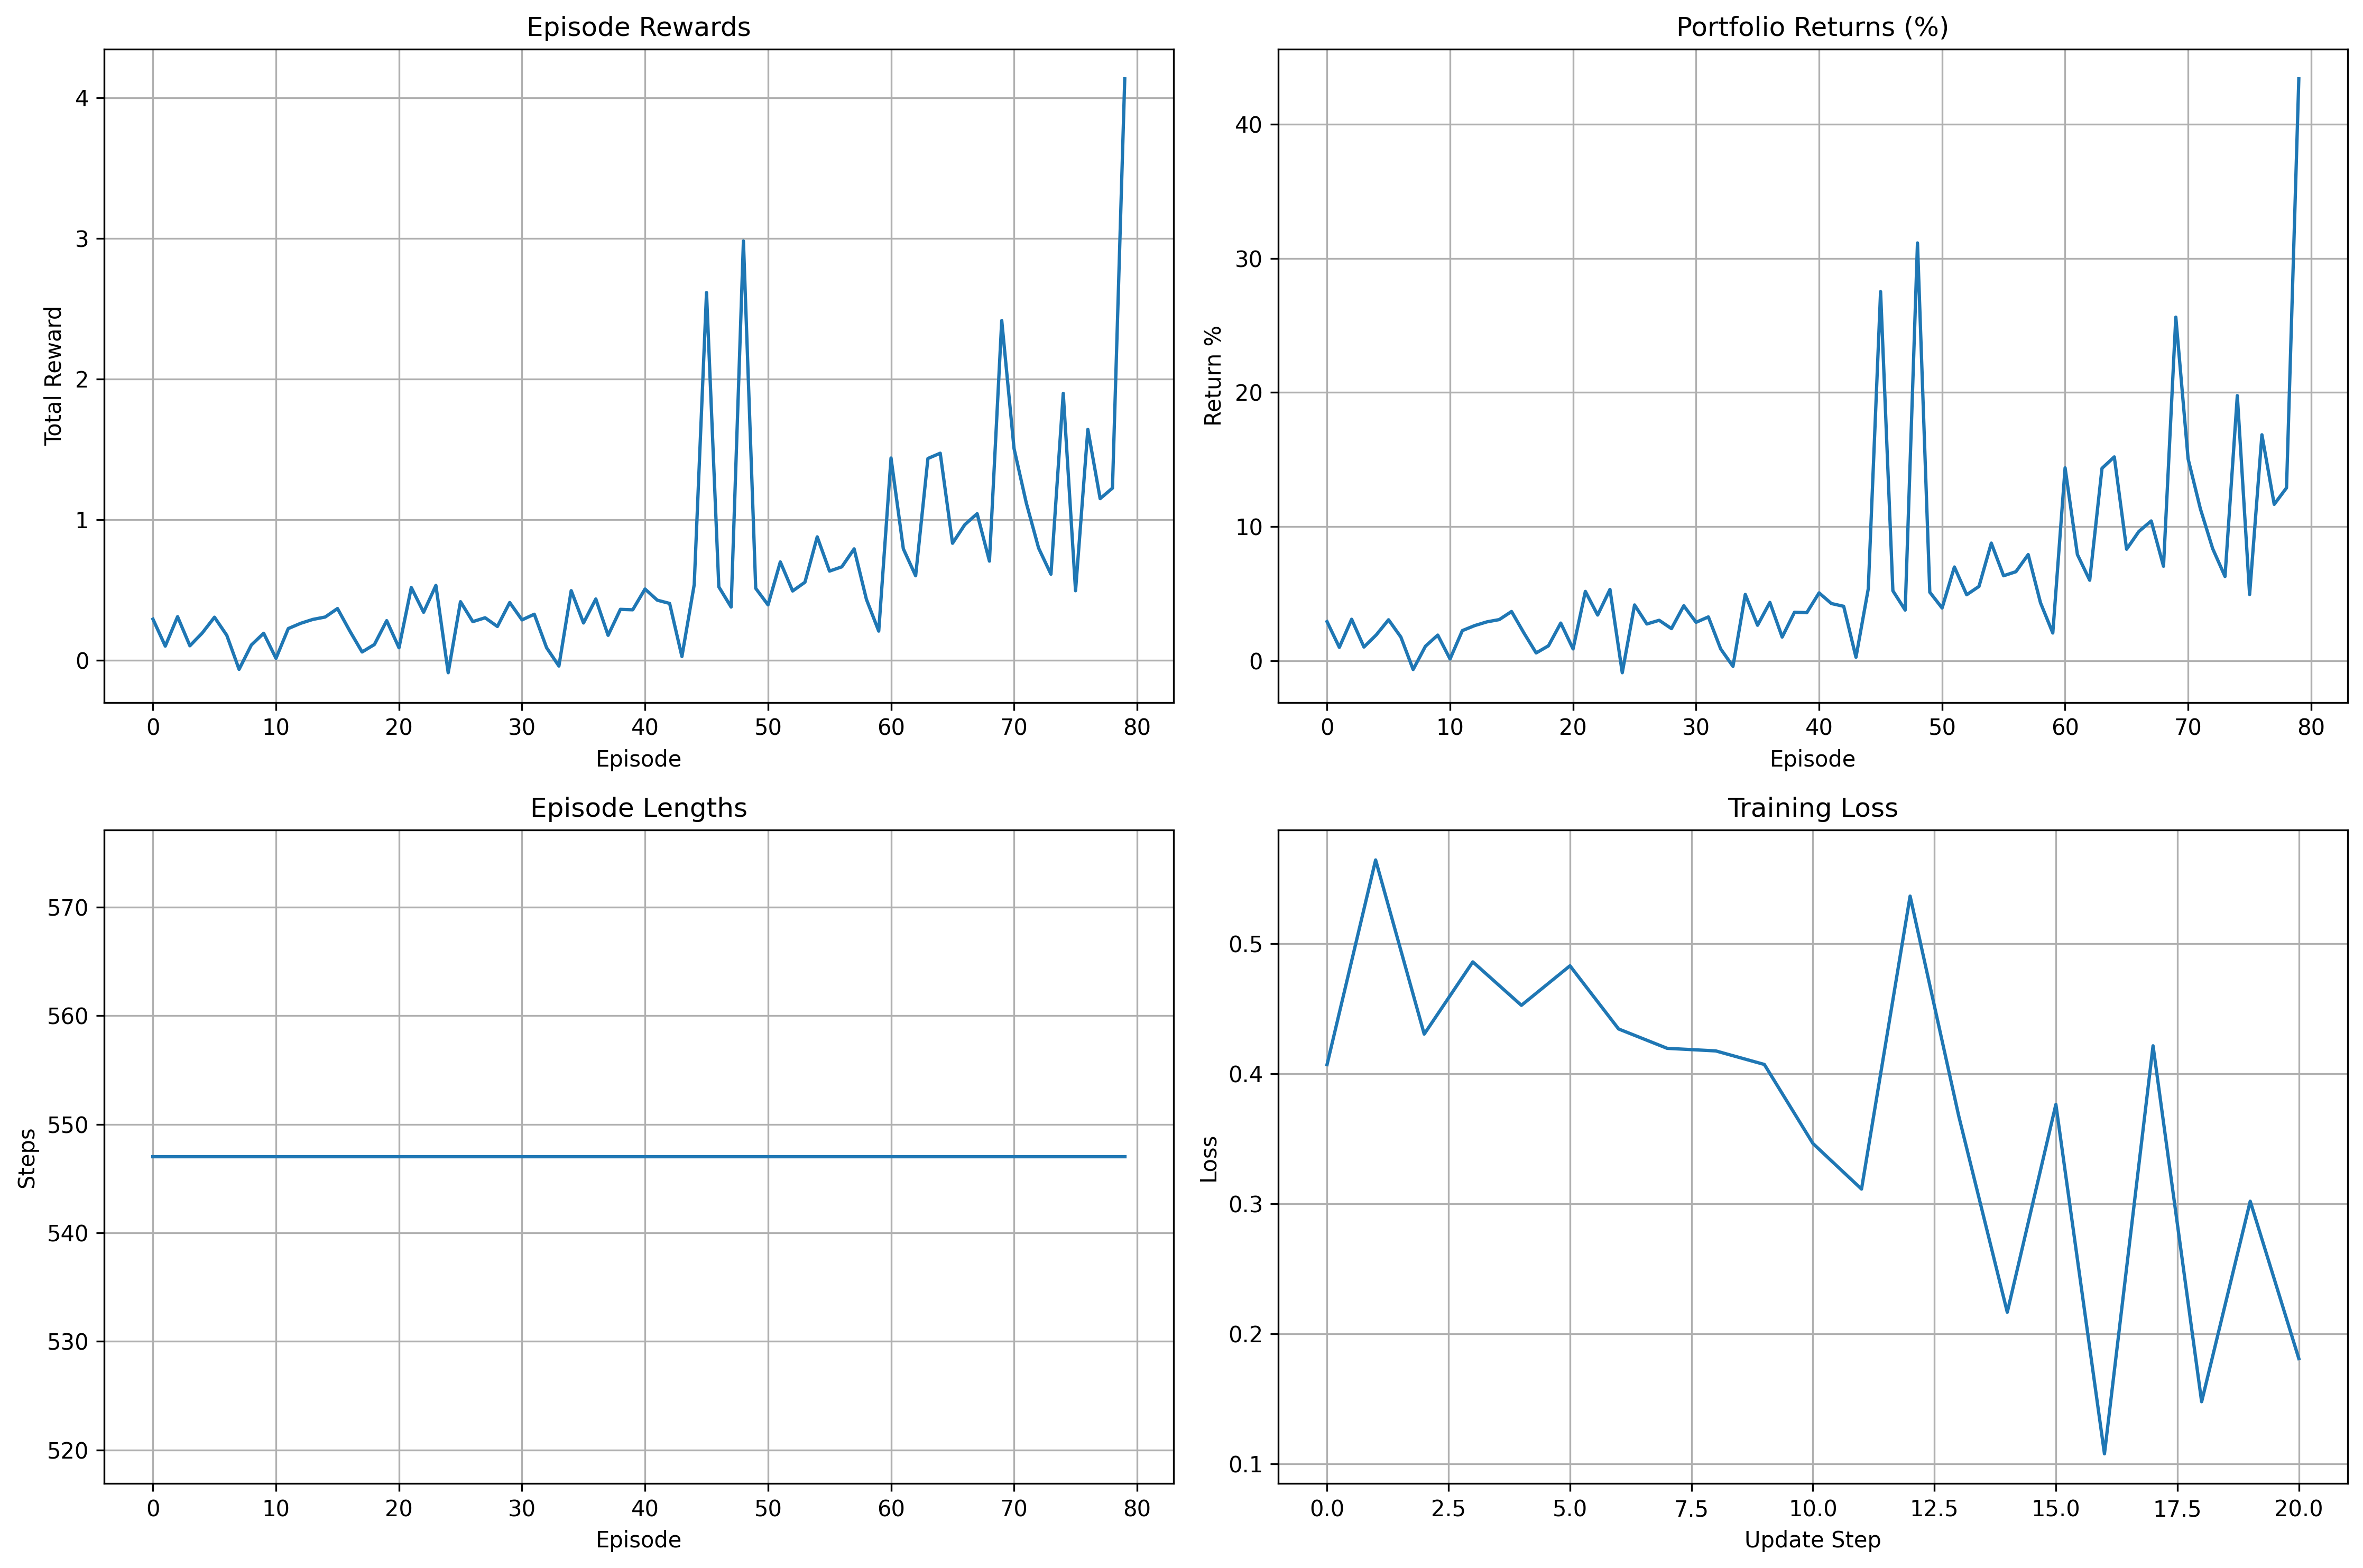 Episode Rewards
Total Reward
4
3
2
1
0
0 10 20 30 40 50 60 70 80
Episode
Portfolio Returns (%)
Return %
40
30
20
10
0
0 10 20 30 40 50 60 70 80
Episode
Episode Lengths
Steps
570
560
550
540
530
520
0 10 20 30 40 50 60 70 80
Episode
Training Loss
Loss
0.5
0.4
0.3
0.2
0.1
0.0 2.5 5.0 7.5 10.0 12.5 15.0 17.5 20.0
Update Step